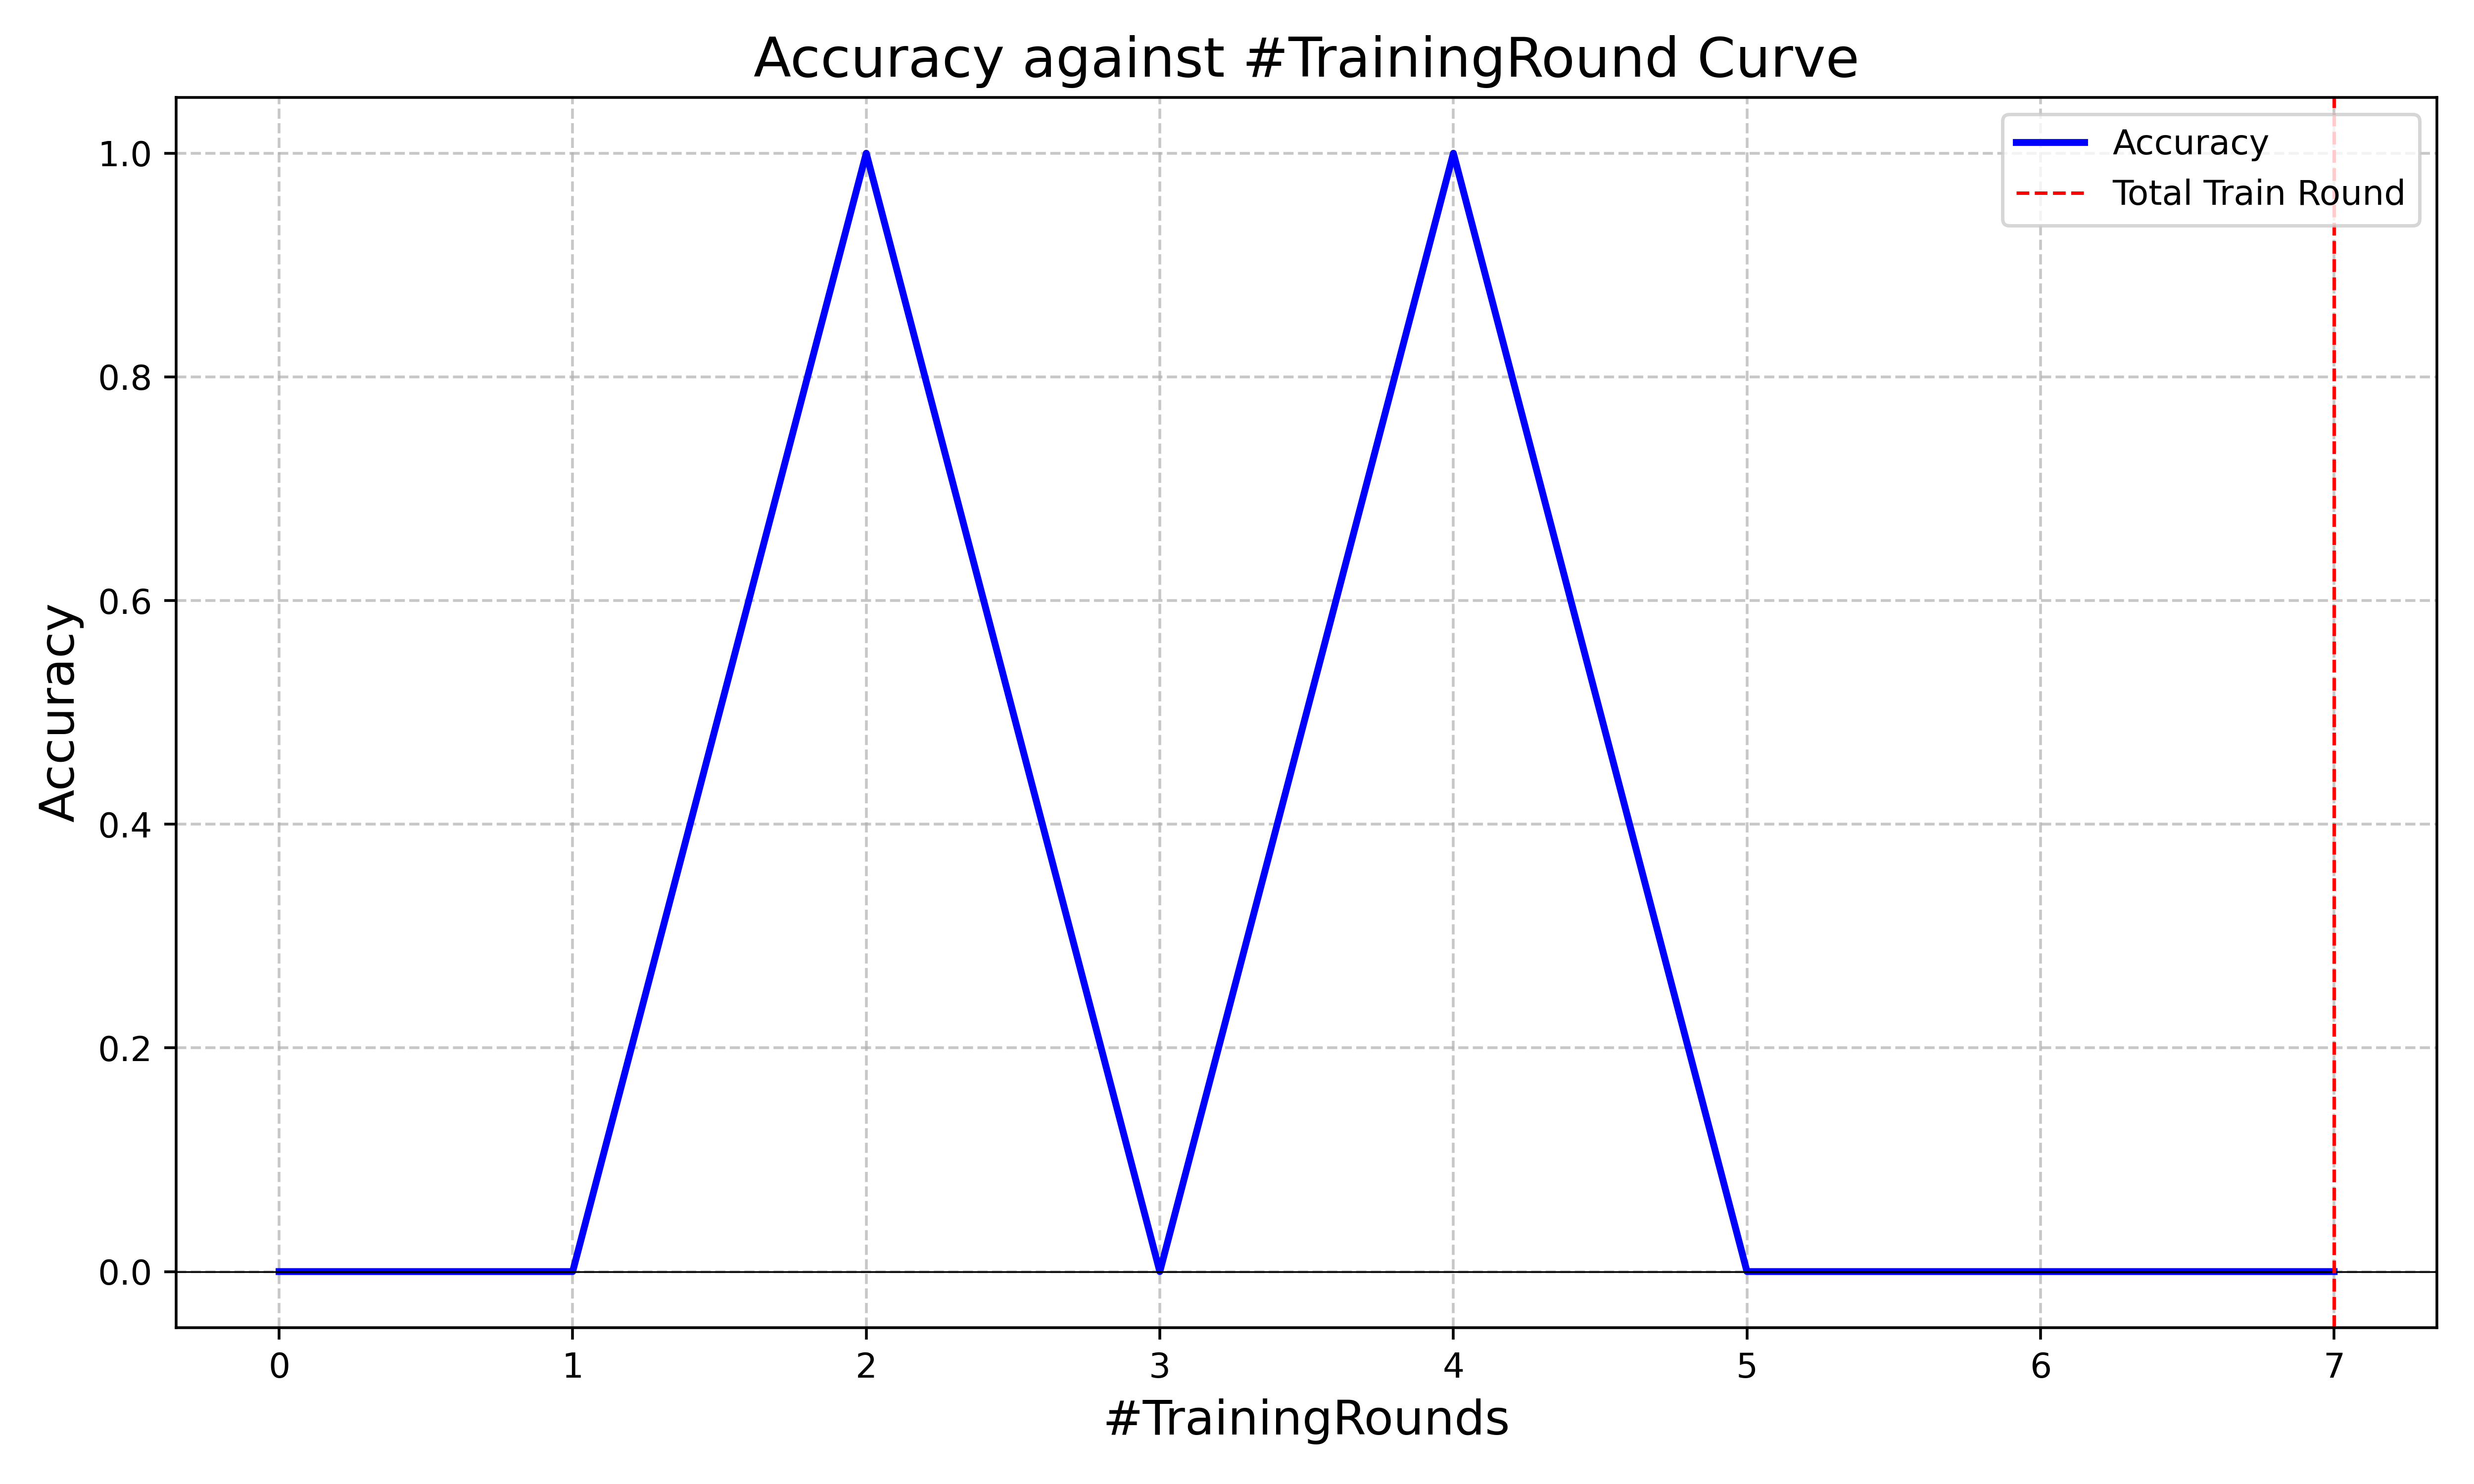 Accuracy against #TrainingRound Curve
Accuracy
Total Train Round
1.0
0.8
0.6
0.4
0.2
0.0
Accuracy
0 1 2 3 4 5 6 7
#TrainingRounds